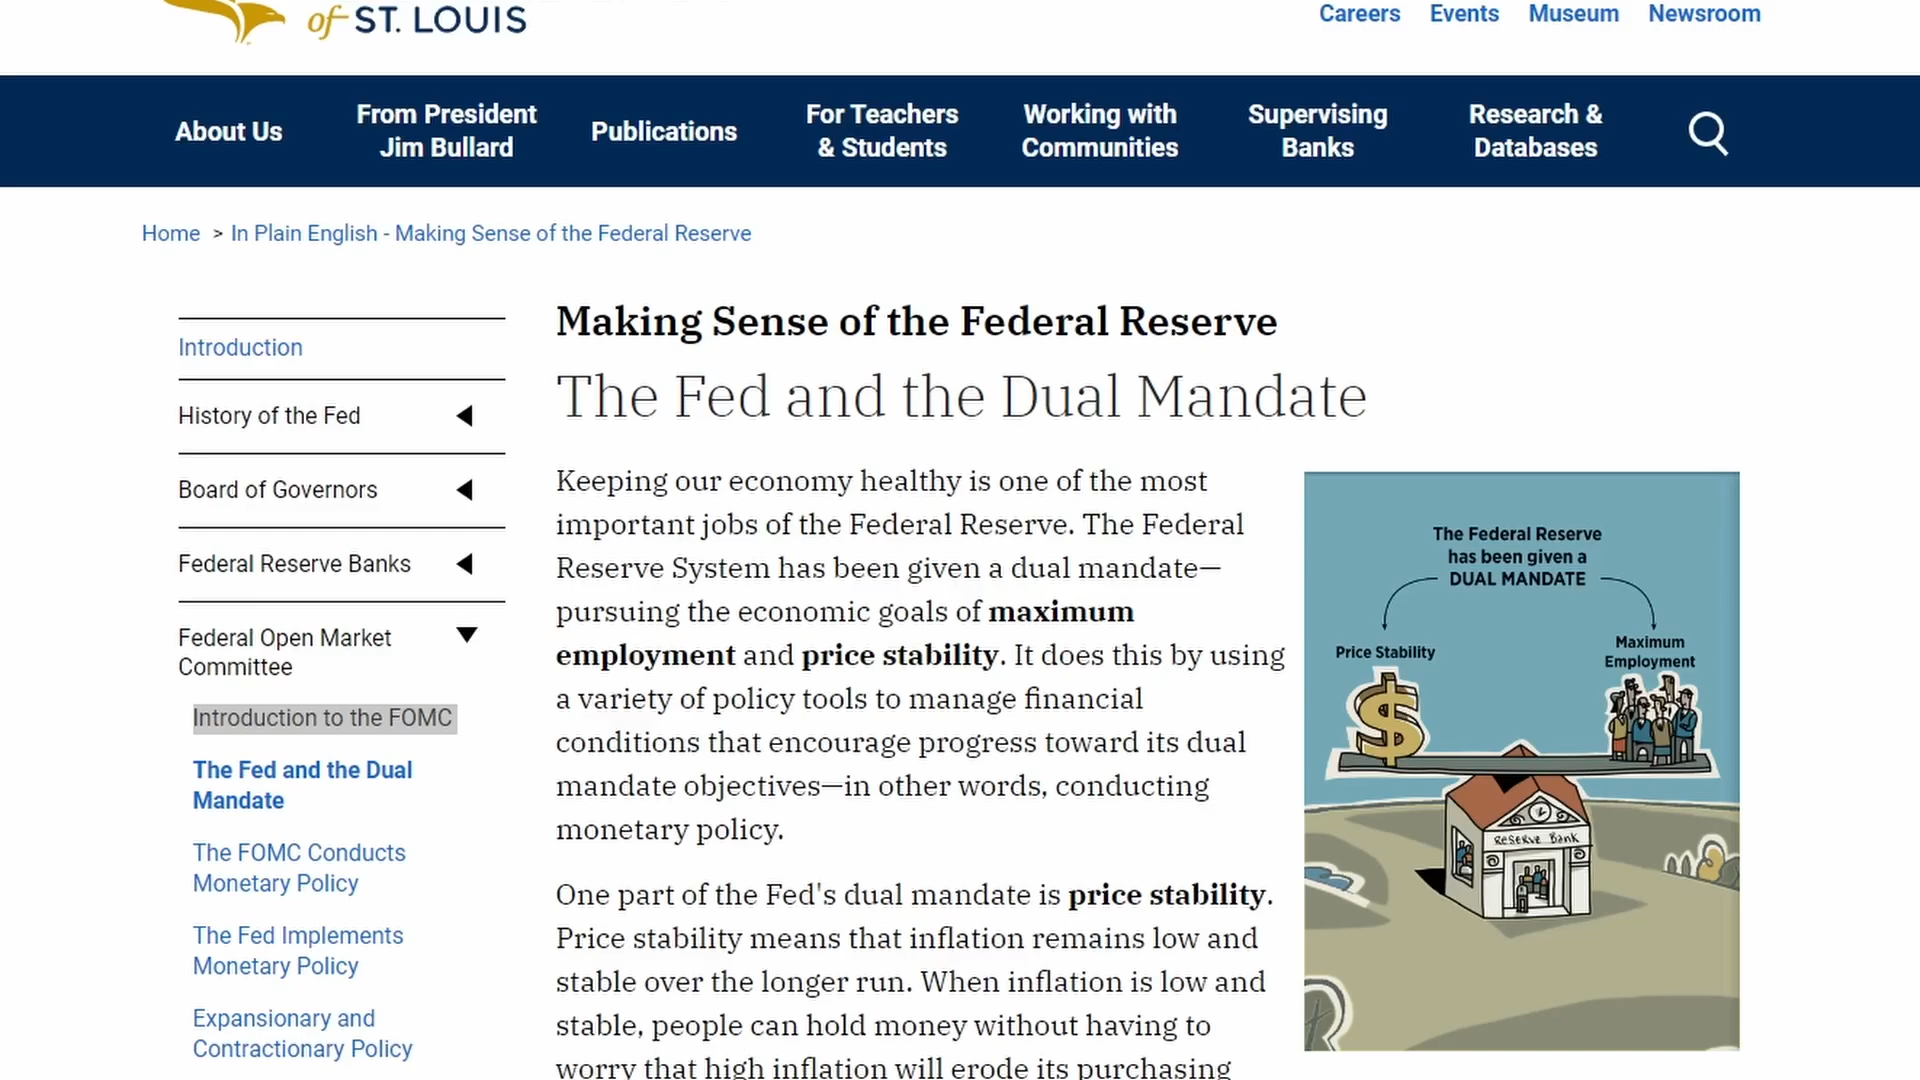 of ST. LOUIS
Careers Events Museum Newsroom
About Us
From President
Jim Bullard
Publications
For Teachers
& Students
Working with
Communities
Supervising
Banks
Research &
Databases
Home > In Plain English - Making Sense of the Federal Reserve
Introduction
History of the Fed
Board of Governors
Federal Reserve Banks
Federal Open Market
Committee
Introduction to the FOMC
The Fed and the Dual
Mandate
The FOMC Conducts
Monetary Policy
The Fed Implements
Monetary Policy
Expansionary and
Contractionary Policy
Making Sense of the Federal Reserve
The Fed and the Dual Mandate
Keeping our economy healthy is one of the most
important jobs of the Federal Reserve. The Federal
Reserve System has been given a dual mandate—
pursuing the economic goals of maximum
employment and price stability. It does this by using
a variety of policy tools to manage financial
conditions that encourage progress toward its dual
mandate objectives—in other words, conducting
monetary policy.
One part of the Fed's dual mandate is price stability.
Price stability means that inflation remains low and
stable over the longer run. When inflation is low and
stable, people can hold money without having to
worry that high inflation will erode its purchasing
The Federal Reserve
has been given a
DUAL MANDATE
Price Stability
Maximum
Employment
$
Reserve Bank